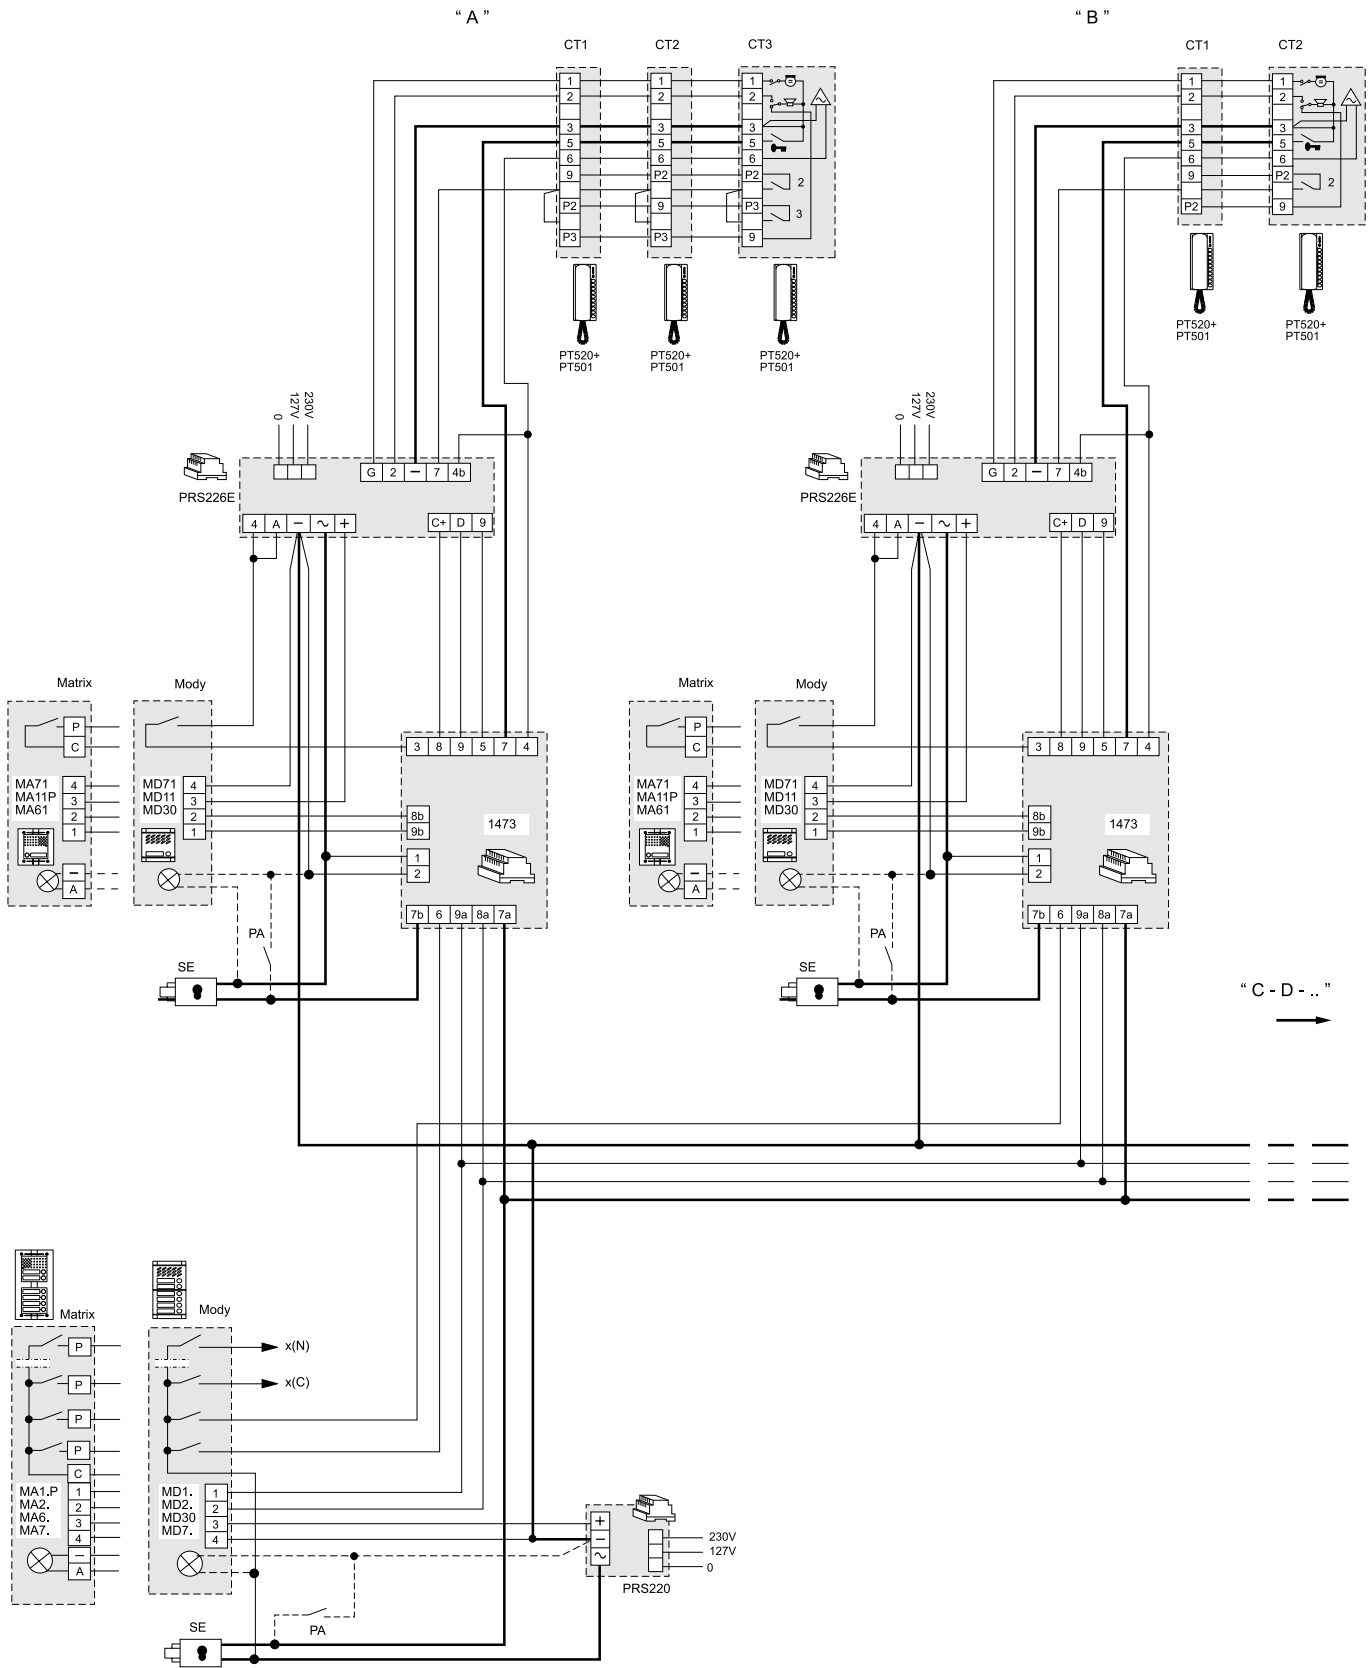 “ A ”
“ B ”
CT1 CT2 CT3
CT1 CT2
1 1 1
2 2 2
3 3 3
5 5 5
6 6 6
9 P2 P2 2
P2 9 P3 3
P3 P3 9
1 1
2 2
3 3
5 5
6 6
9 P2 2
P2 9
PT520+
PT501
PT520+
PT501
PT520+
PT501
PT520+
PT501
PT520+
PT501
0 127V 230V
G 2 – 7 4b
PRS226E
4 A – ~ +
C+ D 9
0 127V 230V
G 2 – 7 4b
PRS226E
4 A – ~ +
C+ D 9
Matrix
P
C
MA71
MA11P
MA61
4
3
2
1
–
A
Mody
MD71
MD11
MD30
4
3
2
1
3 8 9 5 7 4
8b
9b
1
2
1473
7b 6 9a 8a 7a
PA
SE
Matrix
P
C
MA71
MA11P
MA61
4
3
2
1
–
A
Mody
MD71
MD11
MD30
4
3
2
1
3 8 9 5 7 4
8b
9b
1
2
1473
7b 6 9a 8a 7a
PA
SE
“ C - D - .. ”
Matrix
P
P
P
P
C
MA1.P
MA2.
MA6.
MA7.
1
2
3
4
–
A
Mody
x(N)
x(C)
MD1.
MD2.
MD30
MD7.
1
2
3
4
+
–
~
230V
127V
0
PRS220
PA
SE